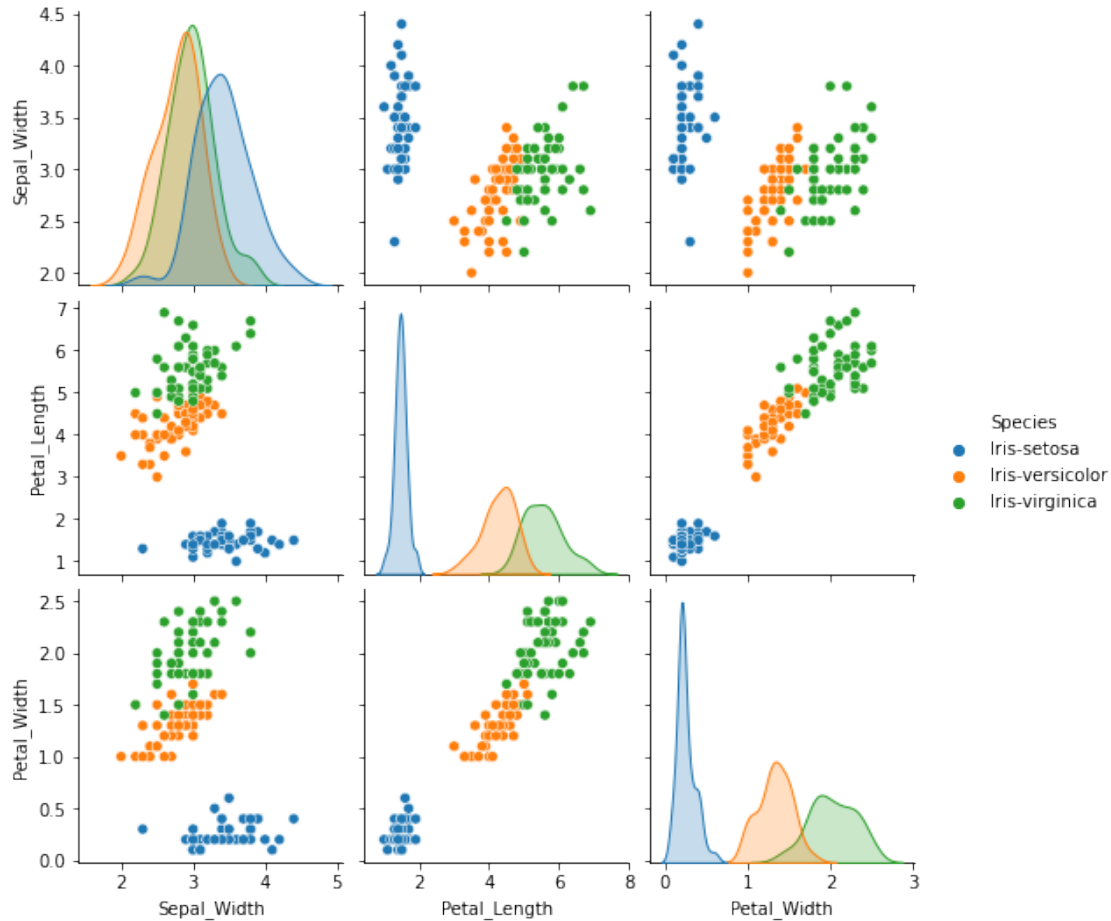 4.5
4.0
3.5
3.0
2.5
2.0
Sepal_Width
7
6
5
4
3
2
1
Petal_Length
Species
Iris-setosa
Iris-versicolor
Iris-virginica
2.5
2.0
1.5
1.0
0.5
0.0
Petal_Width
2 3 4 5
Sepal_Width
2 4 6 8
Petal_Length
0 1 2 3
Petal_Width